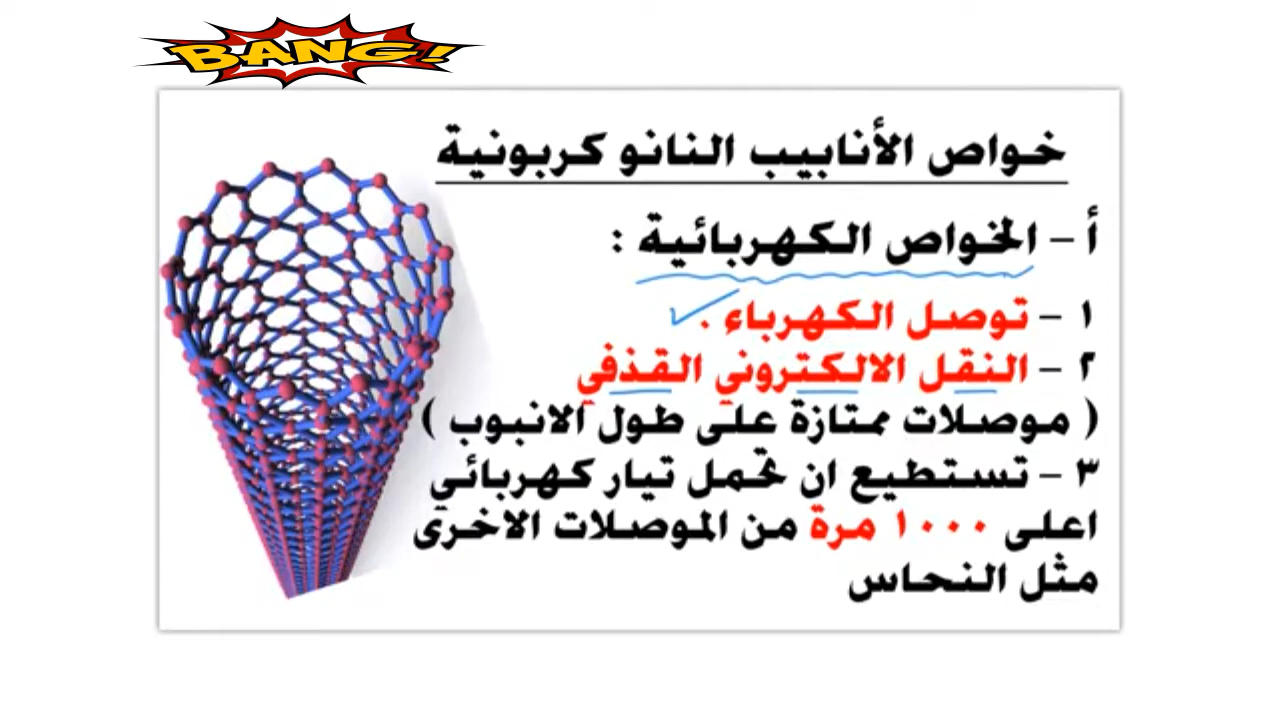 BANG!
خواص الأنابيب النانو كربونية
أ – الخواص الكهربائية :
١ – توصل الكهرباء .
٢ – النقل الالكتروني القذفي
( موصلات ممتازة على طول الانبوب )
٣ – تستطيع ان تحمل تيار كهربائي
اعلى ١٠٠٠ مرة من الموصلات الاخرى
مثل النحاس